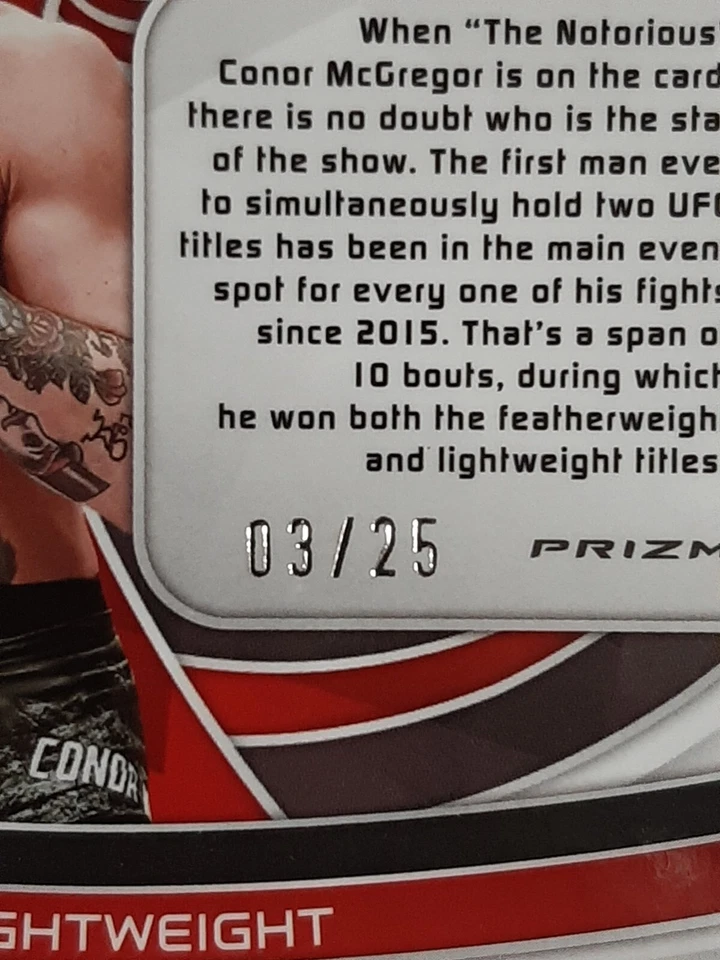 When “The Notorious”
Conor McGregor is on the card
there is no doubt who is the sta
of the show. The first man eve
to simultaneously hold two UFC
titles has been in the main even
spot for every one of his fights
since 2015. That’s a span o
10 bouts, during which
he won both the featherweigh
and lightweight titles
03/25
PRIZM
CONOR
GHTWEIGHT